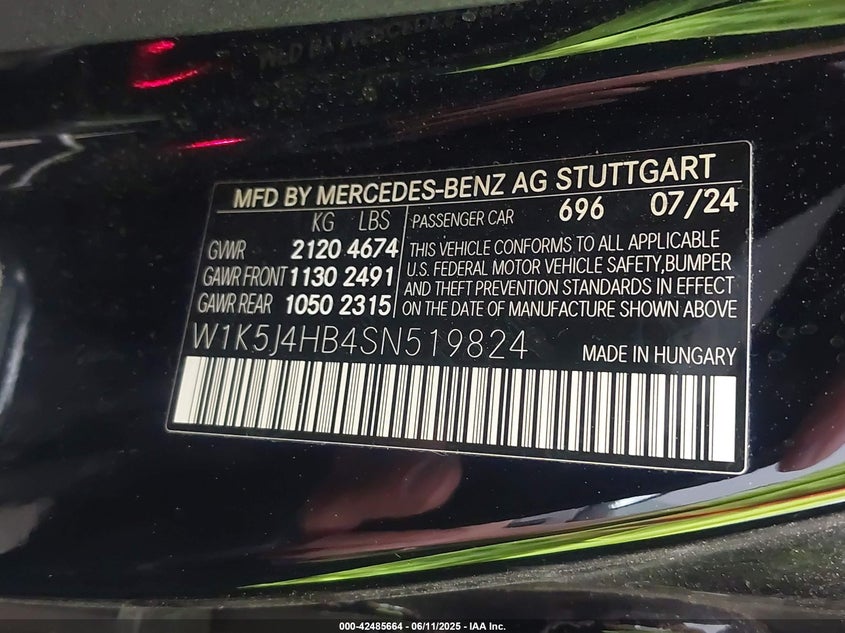 MFD BY MERCEDES-BENZ AG STUTTGART
KG LBS PASSENGER CAR 696 07/24
GVWR 2120 4674
GAWR FRONT 1130 2491
GAWR REAR 1050 2315
THIS VEHICLE CONFORMS TO ALL APPLICABLE
U.S. FEDERAL MOTOR VEHICLE SAFETY,BUMPER
AND THEFT PREVENTION STANDARDS IN EFFECT
ON THE DATE OF MANUFACTURE SHOWN ABOVE
W1K5J4HB4SN519824
MADE IN HUNGARY
000-42485664 - 06/11/2025 - IAA Inc.